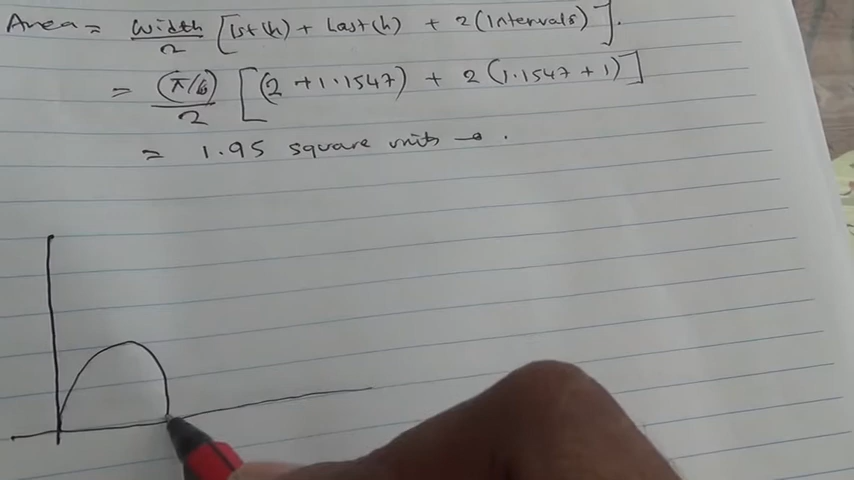 Area = Width/2 [1st(h) + Last(h) + 2(Intervals)].
= (π/6)/2 [(2 + 1.1547) + 2(1.1547 + 1)]
= 1.95 square units → .